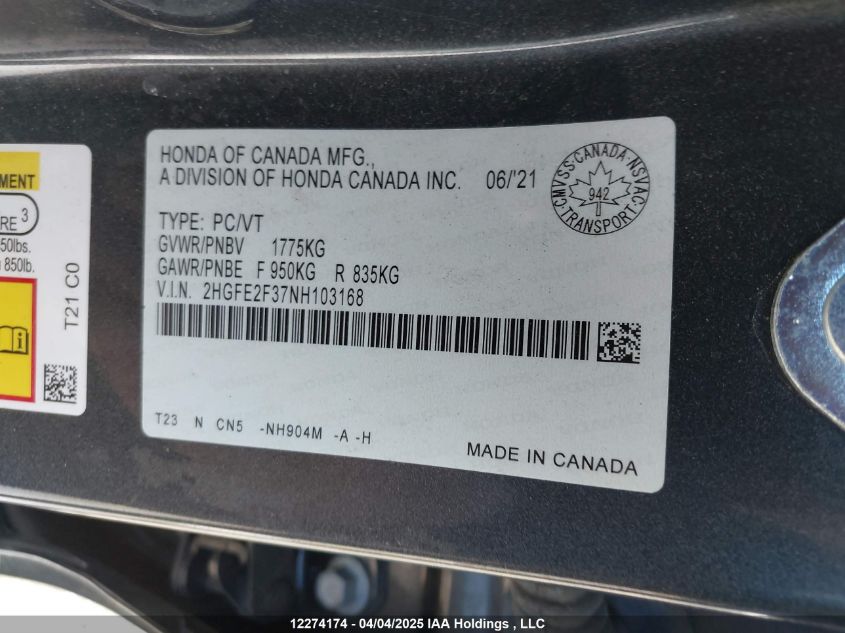 MENT
RE 3
50lbs.
850lb.
T21 C0
HONDA OF CANADA MFG.,
A DIVISION OF HONDA CANADA INC. 06/'21
CMVSS·CANADA·NSVAC·TRANSPORT
942
TYPE: PC/VT
GVWR/PNBV 1775KG
GAWR/PNBE F 950KG R 835KG
V.I.N. 2HGFE2F37NH103168
T23 N CN5 -NH904M -A -H
MADE IN CANADA
12274174 - 04/04/2025 IAA Holdings , LLC